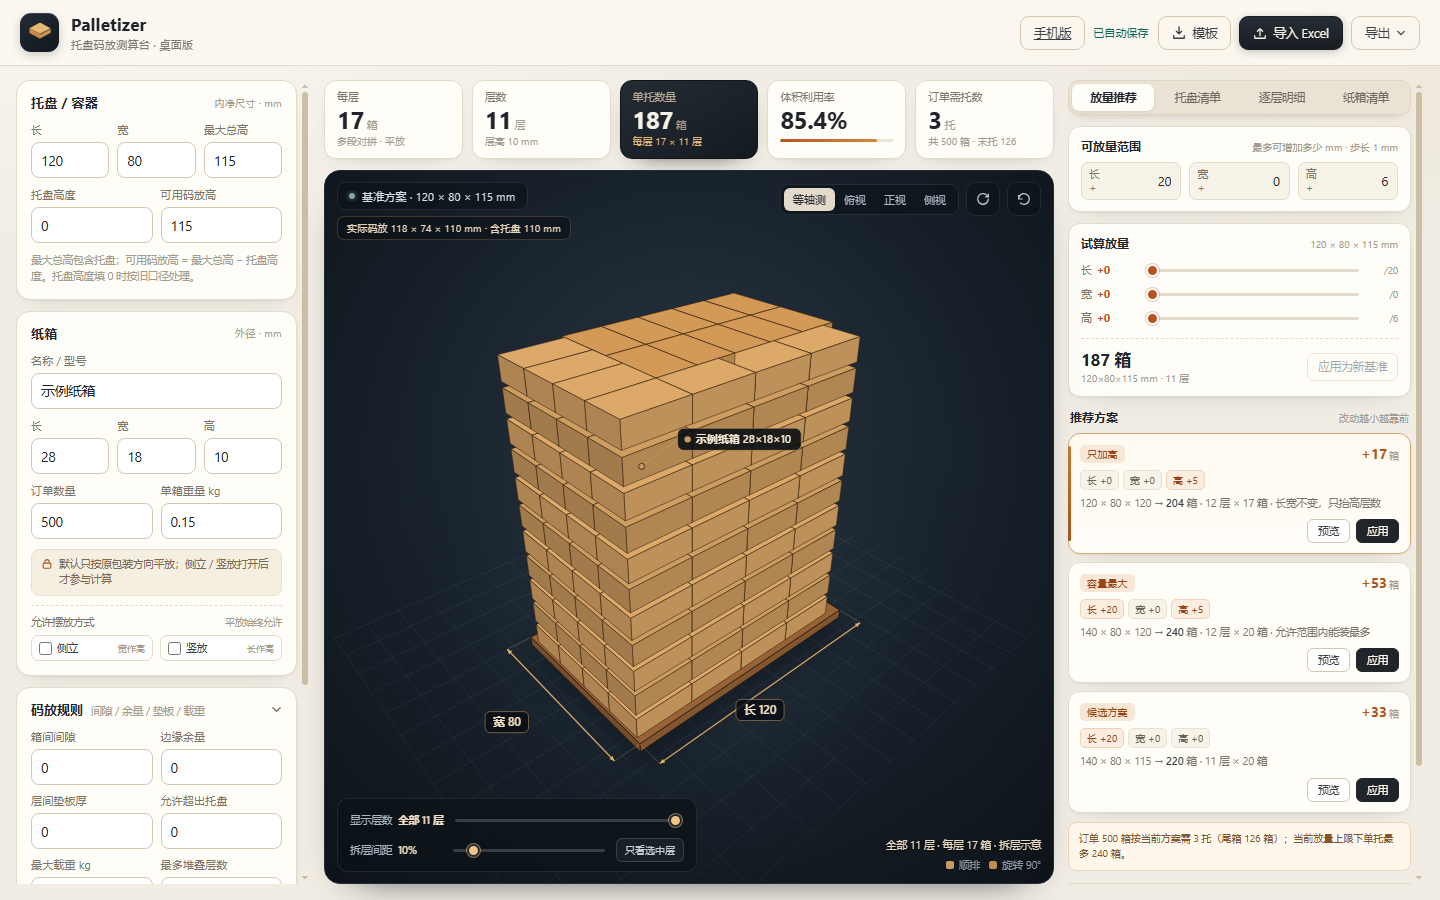 Palletizer
托盘码放测算台 · 桌面版
手机版
已自动保存
模板
导入 Excel
导出
托盘 / 容器
内净尺寸 · mm
长
宽
最大总高
120
80
115
托盘高度
可用码放高
0
115
最大总高包含托盘；可用码放高 = 最大总高 − 托盘高
度。托盘高度填 0 时按旧口径处理。
纸箱
外径 · mm
名称 / 型号
示例纸箱
长
宽
高
28
18
10
订单数量
单箱重量 kg
500
0.15
默认只按原包装方向平放；侧立 / 竖放打开后
才参与计算
允许摆放方式
平放始终允许
侧立
宽作高
竖放
长作高
码放规则
间隙 / 余量 / 垫板 / 载重
箱间间隙
边缘余量
0
0
层间垫板厚
允许超出托盘
0
0
最大载重 kg
最多堆叠层数
每层
17 箱
多段对拼 · 平放
层数
11 层
层高 10 mm
单托数量
187 箱
每层 17 × 11 层
体积利用率
85.4%
订单需托数
3 托
共 500 箱 · 末托 126
基准方案 · 120 × 80 × 115 mm
等轴测
俯视
正视
侧视
实际码放 118 × 74 × 110 mm · 含托盘 110 mm
示例纸箱 28×18×10
宽 80
长 120
显示层数 全部 11 层
拆层间距 10%
只看选中层
全部 11 层 · 每层 17 箱 · 拆层示意
顺排
旋转 90°
放量推荐
托盘清单
逐层明细
纸箱清单
可放量范围
最多可增加多少 mm · 步长 1 mm
长
+
20
宽
+
0
高
+
6
试算放量
120 × 80 × 115 mm
长 +0
/20
宽 +0
/0
高 +0
/6
187 箱
120×80×115 mm · 11 层
应用为新基准
推荐方案
改动越小越靠前
只加高
+17 箱
长 +0
宽 +0
高 +5
120 × 80 × 120 → 204 箱 · 12 层 × 17 箱 · 长宽不变，只抬高层数
预览
应用
容量最大
+53 箱
长 +20
宽 +0
高 +5
140 × 80 × 120 → 240 箱 · 12 层 × 20 箱 · 允许范围内能装最多
预览
应用
候选方案
+33 箱
长 +20
宽 +0
高 +0
140 × 80 × 115 → 220 箱 · 11 层 × 20 箱
预览
应用
订单 500 箱按当前方案需 3 托（尾箱 126 箱）；当前放量上限下单托最
多 240 箱。